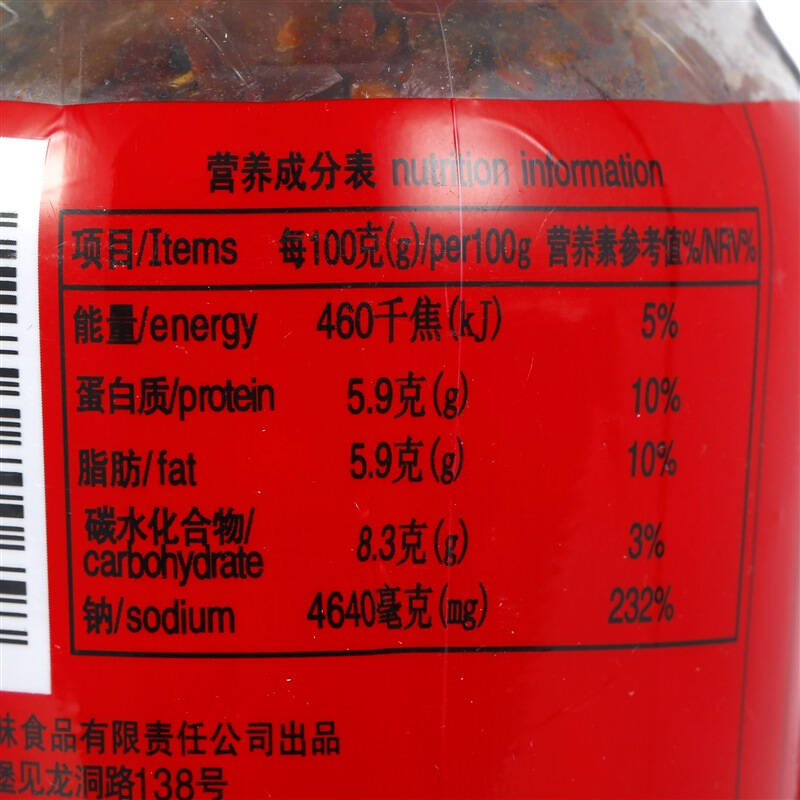 营养成分表 nutrition information
项目/Items 每100克(g)/per100g 营养素参考值%/NRV%
能量/energy 460千焦(kJ) 5%
蛋白质/protein 5.9克(g) 10%
脂肪/fat 5.9克(g) 10%
碳水化合物/
carbohydrate 8.3克(g) 3%
钠/sodium 4640毫克(mg) 232%
味食品有限责任公司出品
堡见龙洞路138号